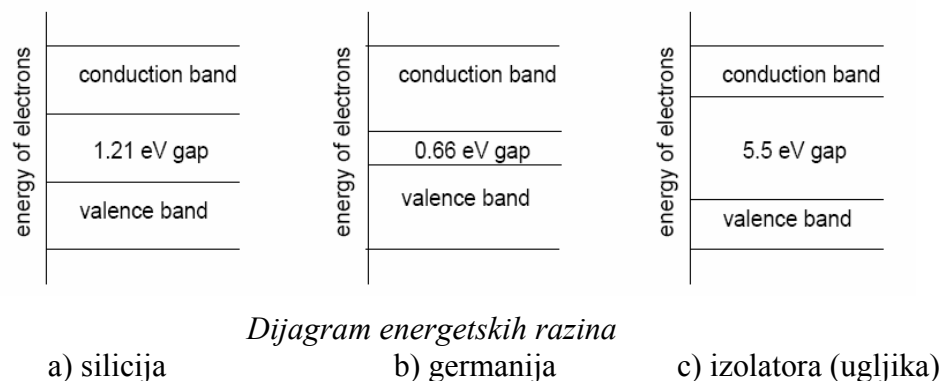 energy of electrons
conduction band
1.21 eV gap
valence band
energy of electrons
conduction band
0.66 eV gap
valence band
energy of electrons
conduction band
5.5 eV gap
valence band
Dijagram energetskih razina
a) silicija b) germanija c) izolatora (ugljika)